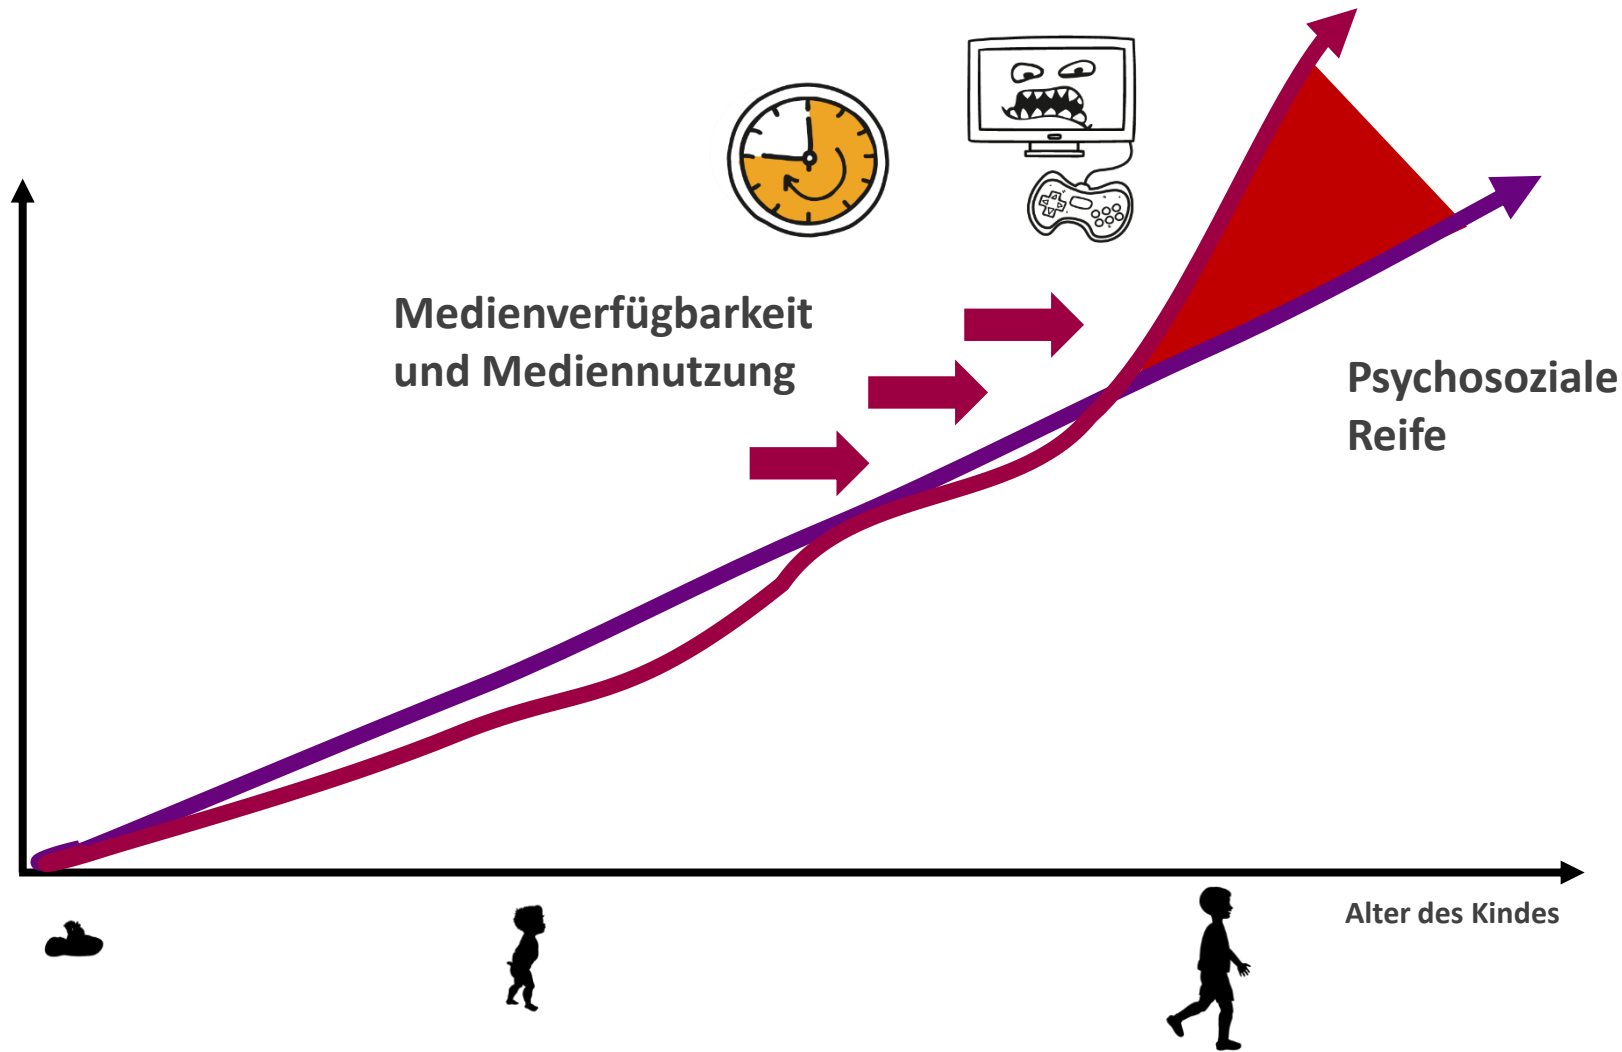 Medienverfügbarkeit
und Mediennutzung
Psychosoziale
Reife
Alter des Kindes